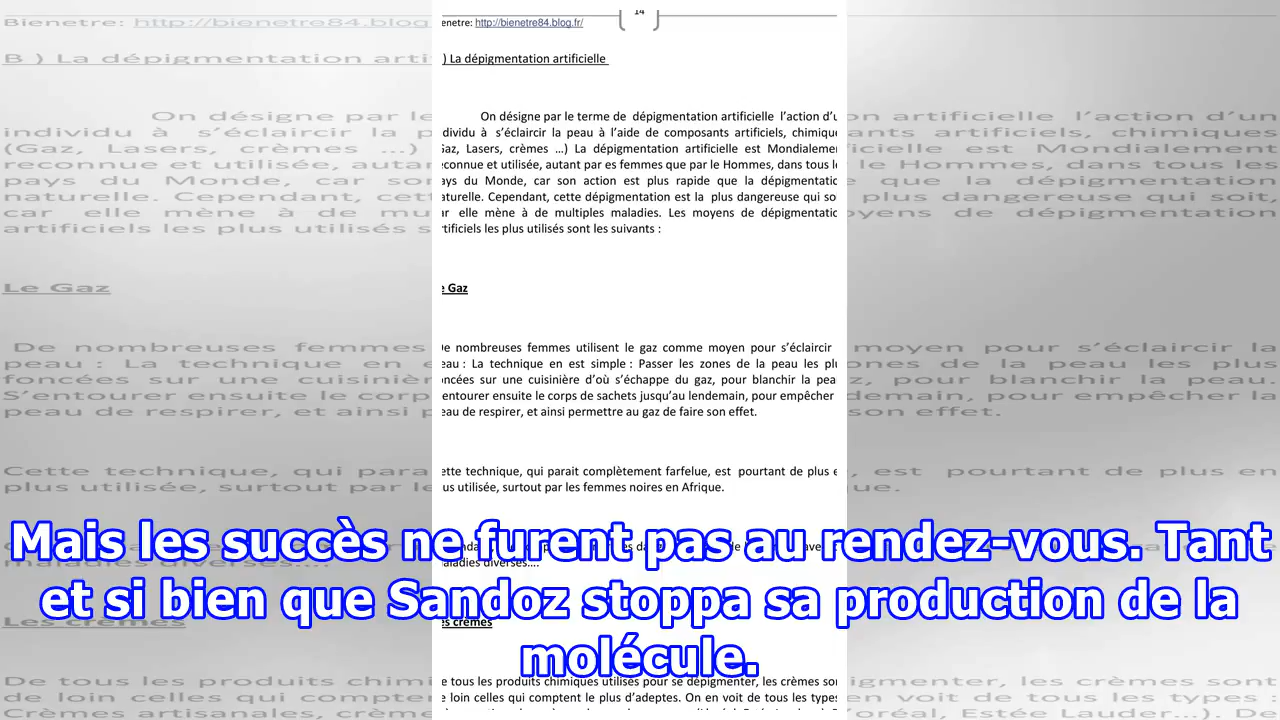 14
enetre: http://bienetre84.blog.fr/
) La dépigmentation artificielle
On désigne par le terme de dépigmentation artificielle l'action d'u
dividu à s'éclaircir la peau à l'aide de composants artificiels, chimique
az, Lasers, crèmes …) La dépigmentation artificielle est Mondialemen
econnue et utilisée, autant par es femmes que par le Hommes, dans tous le
ays du Monde, car son action est plus rapide que la dépigmentatio
aturelle. Cependant, cette dépigmentation est la plus dangereuse qui so
ar elle mène à de multiples maladies. Les moyens de dépigmentatio
rtificiels les plus utilisés sont les suivants :
e Gaz
De nombreuses femmes utilisent le gaz comme moyen pour s'éclaircir
eau : La technique en est simple : Passer les zones de la peau les plu
oncées sur une cuisinière d'où s'échappe du gaz, pour blanchir la pea
entourer ensuite le corps de sachets jusqu'au lendemain, pour empêcher
eau de respirer, et ainsi permettre au gaz de faire son effet.
ette technique, qui parait complètement farfelue, est pourtant de plus e
lus utilisée, surtout par les femmes noires en Afrique.
Mais les succès ne furent pas au rendez-vous. Tant
aladies diverses….
et si bien que Sandoz stoppa sa production de la
es crèmes
molécule.
e tous les produits chimiques utilisés pour se dépigmenter, les crèmes son
e loin celles qui comptent le plus d'adeptes. On en voit de tous les types